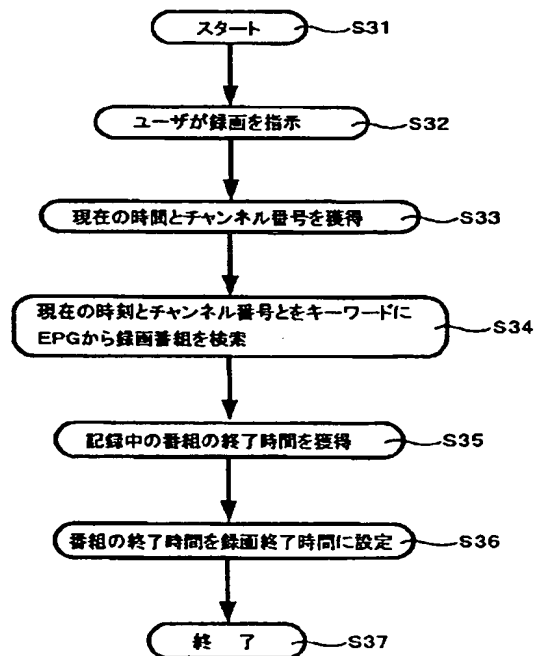 スタート S31
ユーザが録画を指示 S32
現在の時間とチャンネル番号を獲得 S33
現在の時刻とチャンネル番号とをキーワードに
EPGから録画番組を検索 S34
記録中の番組の終了時間を獲得 S35
番組の終了時間を録画終了時間に設定 S36
終 了 S37